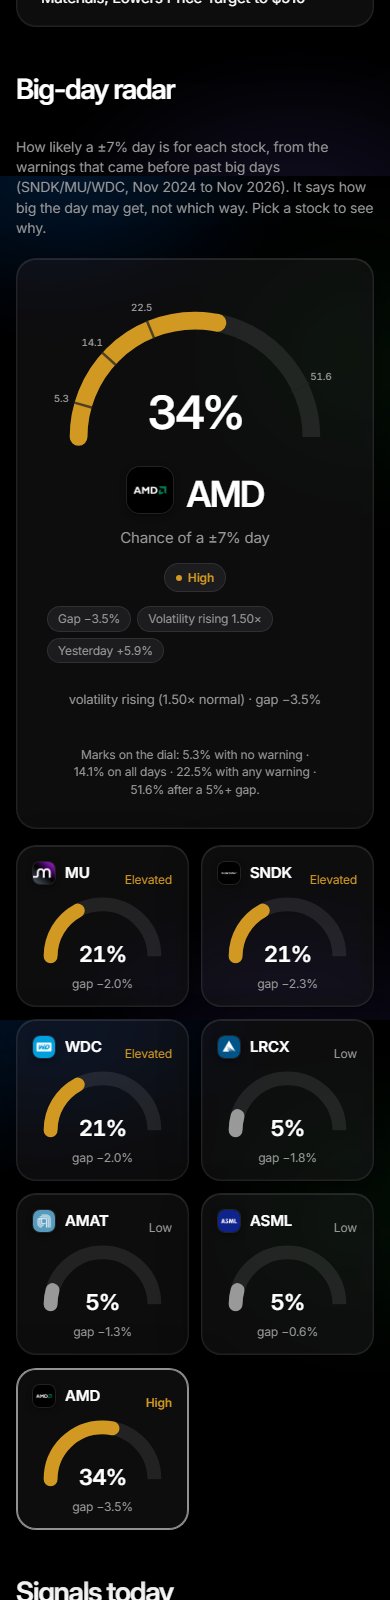 Big-day radar
How likely a ±7% day is for each stock, from the
warnings that came before past big days
(SNDK/MU/WDC, Nov 2024 to Nov 2026). It says how
big the day may get, not which way. Pick a stock to see
why.
22.5
14.1
5.3
51.6
34%
AMD
AMD
Chance of a ±7% day
High
Gap −3.5%
Volatility rising 1.50×
Yesterday +5.9%
volatility rising (1.50× normal) · gap −3.5%
Marks on the dial: 5.3% with no warning ·
14.1% on all days · 22.5% with any warning ·
51.6% after a 5%+ gap.
MU
Elevated
21%
gap −2.0%
SNDK
Elevated
21%
gap −2.3%
WDC
Elevated
21%
gap −2.0%
LRCX
Low
5%
gap −1.8%
AMAT
Low
5%
gap −1.3%
ASML
ASML
Low
5%
gap −0.6%
AMD
AMD
High
34%
gap −3.5%
Signals today